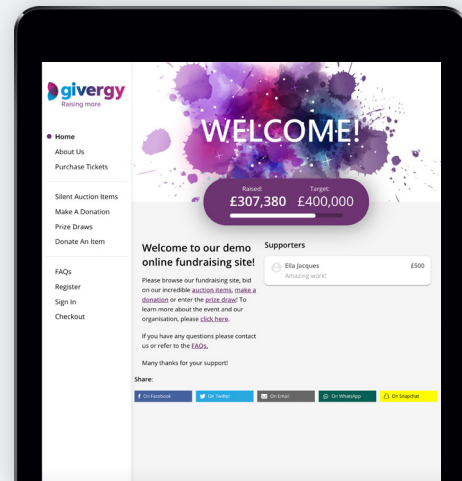 givergy
Raising more
Home
About Us
Purchase Tickets
Silent Auction Items
Make A Donation
Prize Draws
Donate An Item
FAQs
Register
Sign In
Checkout
WELCOME!
Raised: Target:
£307,380 £400,000
Welcome to our demo
online fundraising site!
Please browse our fundraising site, bid
on our incredible auction items, make a
donation or enter the prize draw! To
learn more about the event and our
organisation, please click here.
If you have any questions please contact
us or refer to the FAQs.
Many thanks for your support!
Supporters
Ella Jacques £500
Amazing work!
Share:
On Facebook
On Twitter
On Email
On WhatsApp
On Snapchat